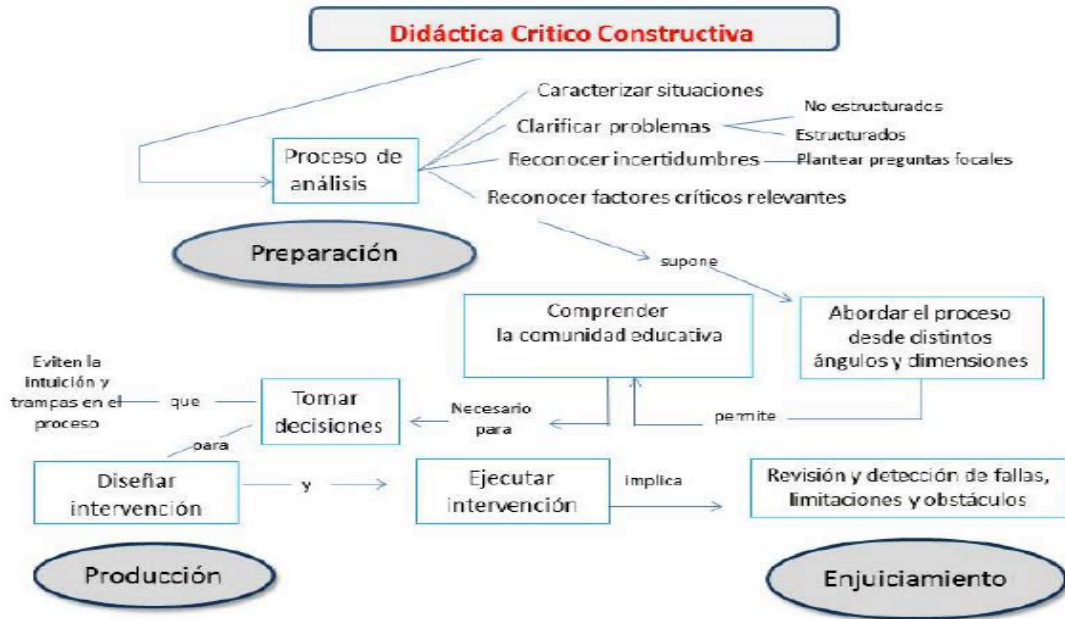 Didáctica Critico Constructiva
Caracterizar situaciones
No estructurados
Clarificar problemas
Estructurados
Proceso de
análisis
Reconocer incertidumbres
Plantear preguntas focales
Reconocer factores críticos relevantes
Preparación
supone
Comprender
la comunidad educativa
Abordar el proceso
desde distintos
ángulos y dimensiones
Eviten la
intuición y
trampas en el
proceso
que
Tomar
decisiones
Necesario
para
permite
para
Diseñar
intervención
y
Ejecutar
intervención
implica
Revisión y detección de fallas,
limitaciones y obstáculos
Producción
Enjuiciamiento